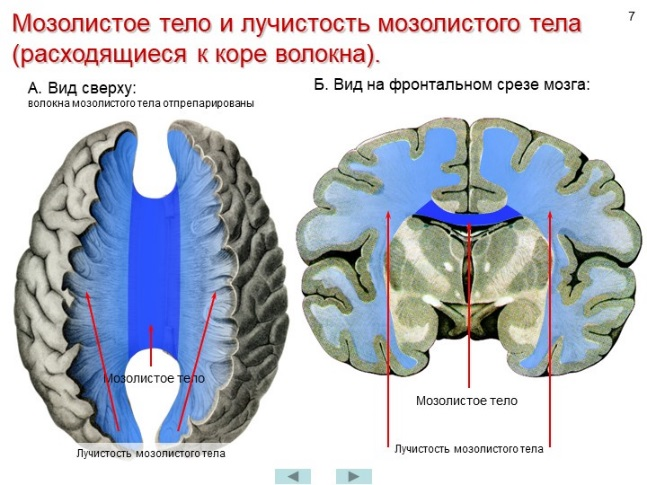 Мозолистое тело и лучистость мозолистого тела
7
(расходящиеся к коре волокна).
А. Вид сверху:
волокна мозолистого тела отпрепарированы
Б. Вид на фронтальном срезе мозга:
Мозолистое тело
Лучистость мозолистого тела
Мозолистое тело
Лучистость мозолистого тела